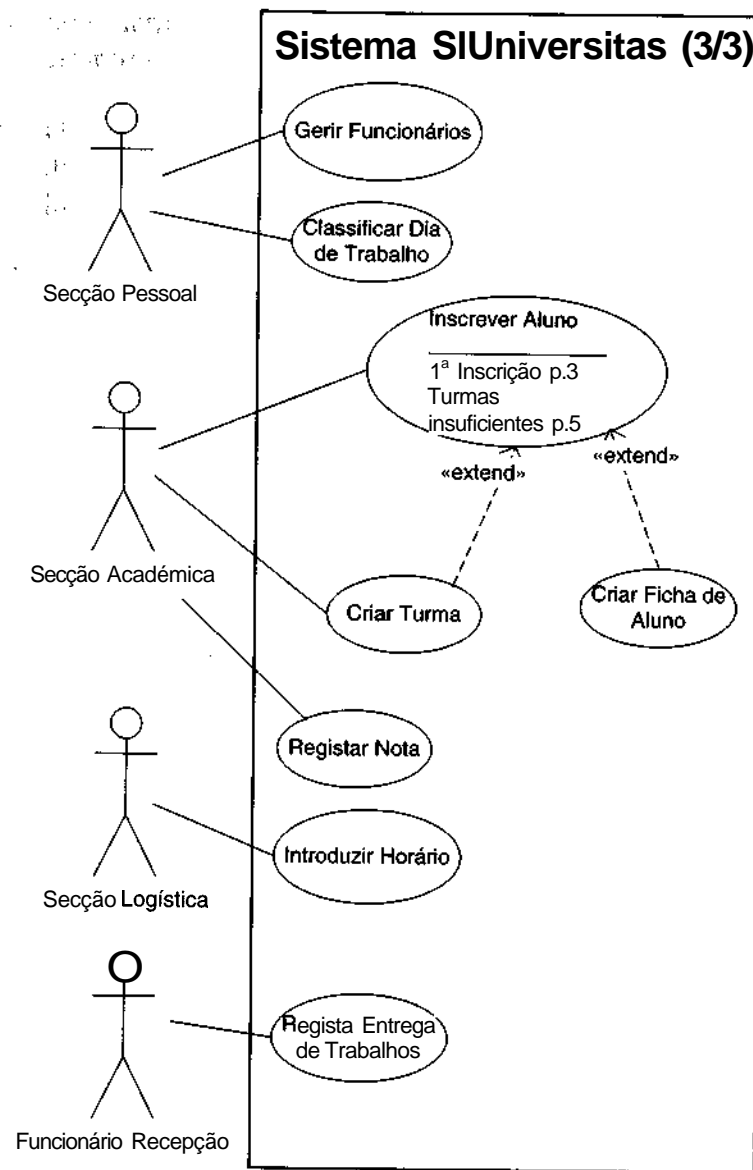 Sistema SIUniversitas (3/3)
Gerir Funcionários
Classificar Dia
de Trabalho
Secção Pessoal
Inscrever Aluno
1ª Inscrição p.3
Turmas
insuficientes p.5
«extend»
«extend»
Secção Académica
Criar Turma
Criar Ficha de
Aluno
Registar Nota
Introduzir Horário
Secção Logística
Regista Entrega
de Trabalhos
Funcionário Recepção